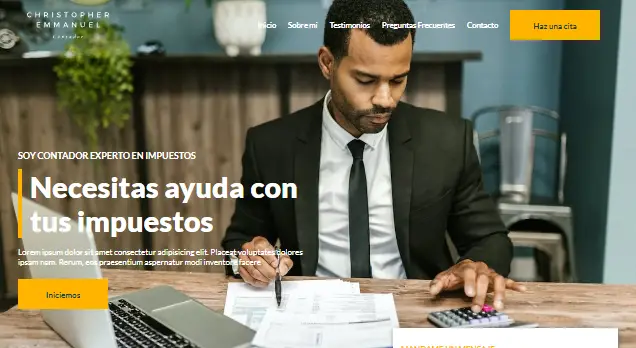 CHRISTOPHER
EMMANUEL
Contador
Inicio
Sobre mí
Testimonios
Preguntas Frecuentes
Contacto
Haz una cita
SOY CONTADOR EXPERTO EN IMPUESTOS
Necesitas ayuda con
tus impuestos
Lorem ipsum dolor sit amet consectetur adipisicing elit. Placeat voluptates dolores
ipsam nam. Rerum, eos praesentium aspernatur modi inventore facere
Iniciemos